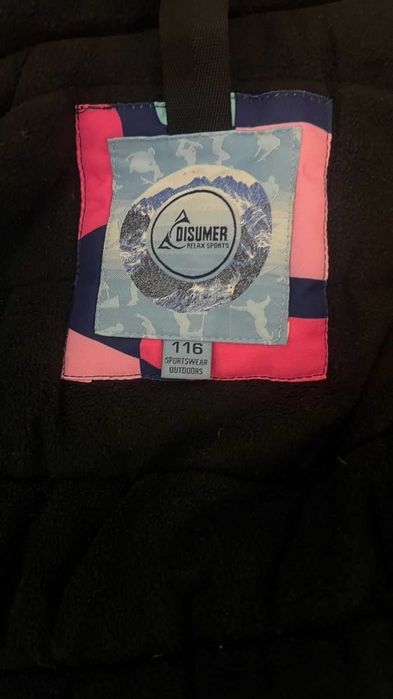 DISUMER
RELAX SPORTS
116
SPORTSWEAR
OUTDOORS